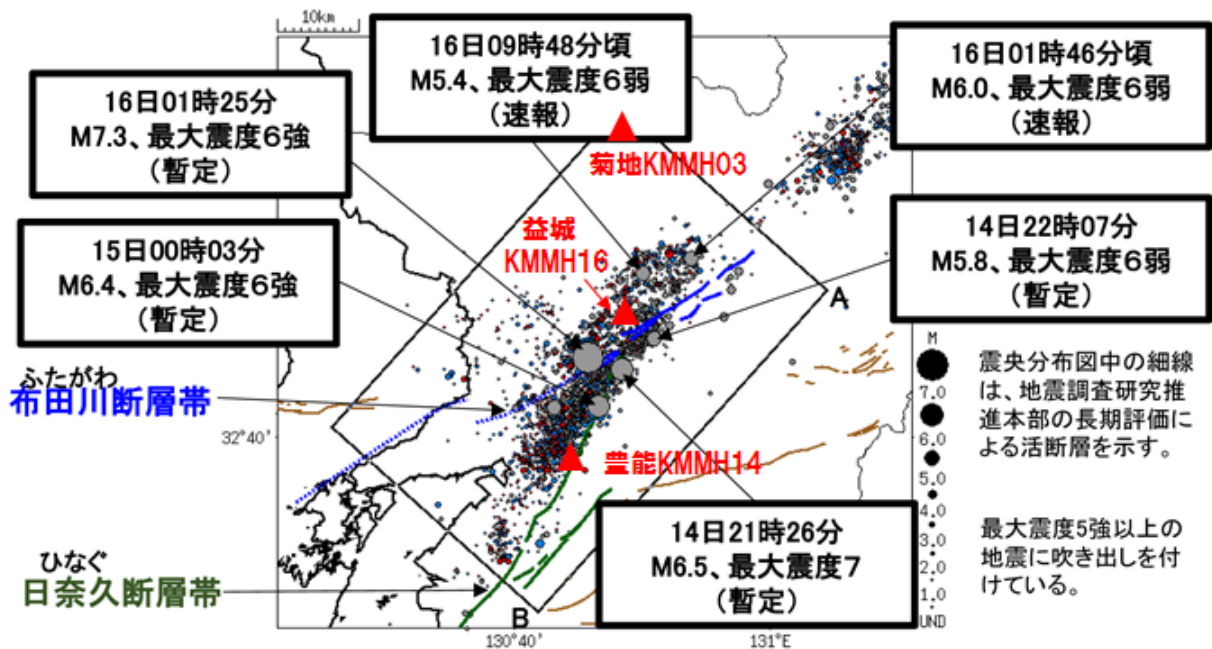 10km
16日09時48分頃
M5.4、最大震度6弱
(速報)
16日01時46分頃
M6.0、最大震度6弱
(速報)
16日01時25分
M7.3、最大震度6強
(暫定)
菊地KMMH03
益城
KMMH16
15日00時03分
M6.4、最大震度6強
(暫定)
14日22時07分
M5.8、最大震度6弱
(暫定)
A
ふたがわ
布田川断層帯
32°40'
豊能KMMH14
M
7.0
6.0
5.0
4.0
3.0
2.0
1.0
UND
震央分布図中の細線
は、地震調査研究推
進本部の長期評価に
よる活断層を示す。
最大震度5強以上の
地震に吹き出しを付
けている。
14日21時26分
M6.5、最大震度7
(暫定)
ひなぐ
日奈久断層帯
B
130°40'
131°E